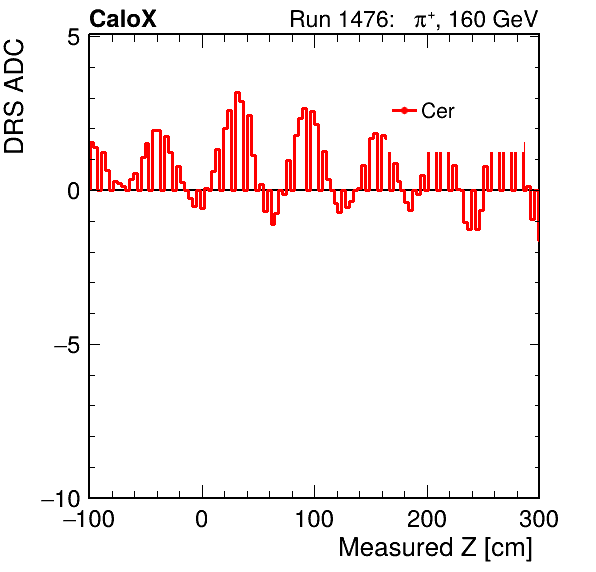 CaloX Run 1476: π⁺, 160 GeV
DRS ADC
5
Cer
0
−5
−10
−100 0 100 200 300
Measured Z [cm]